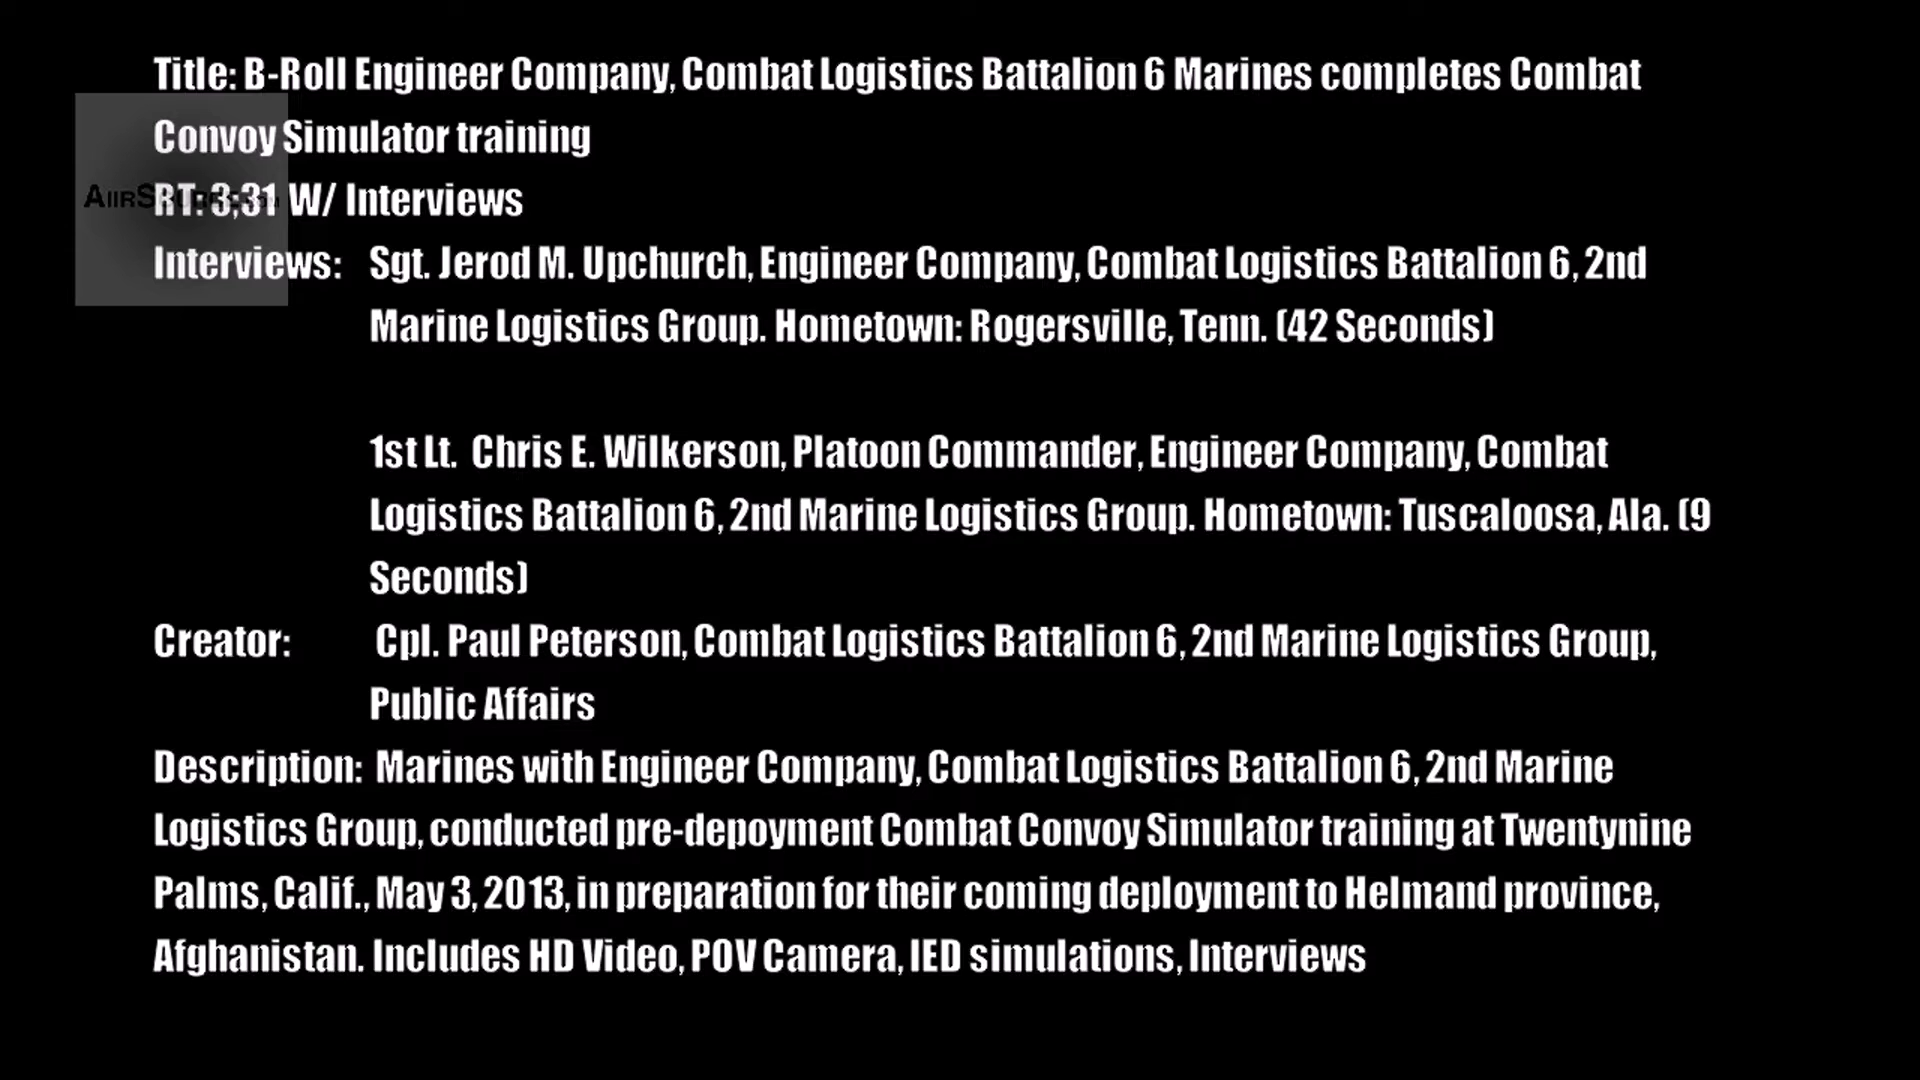 Title: B-Roll Engineer Company, Combat Logistics Battalion 6 Marines completes Combat
Convoy Simulator training
RT: 3;31 W/ Interviews
Interviews: Sgt. Jerod M. Upchurch, Engineer Company, Combat Logistics Battalion 6, 2nd
Marine Logistics Group. Hometown: Rogersville, Tenn. (42 Seconds)
1st Lt. Chris E. Wilkerson, Platoon Commander, Engineer Company, Combat
Logistics Battalion 6, 2nd Marine Logistics Group. Hometown: Tuscaloosa, Ala. (9
Seconds)
Creator: Cpl. Paul Peterson, Combat Logistics Battalion 6, 2nd Marine Logistics Group,
Public Affairs
Description: Marines with Engineer Company, Combat Logistics Battalion 6, 2nd Marine
Logistics Group, conducted pre-depoyment Combat Convoy Simulator training at Twentynine
Palms, Calif., May 3, 2013, in preparation for their coming deployment to Helmand province,
Afghanistan. Includes HD Video, POV Camera, IED simulations, Interviews